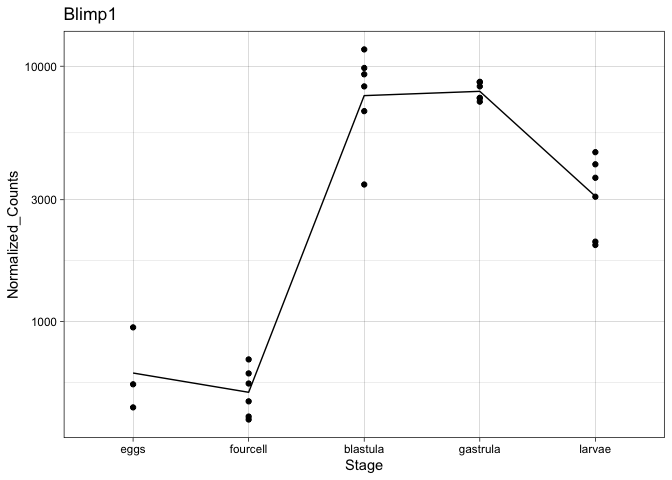 Blimp1
10000
3000
1000
Normalized_Counts
eggs
fourcell
blastula
gastrula
larvae
Stage